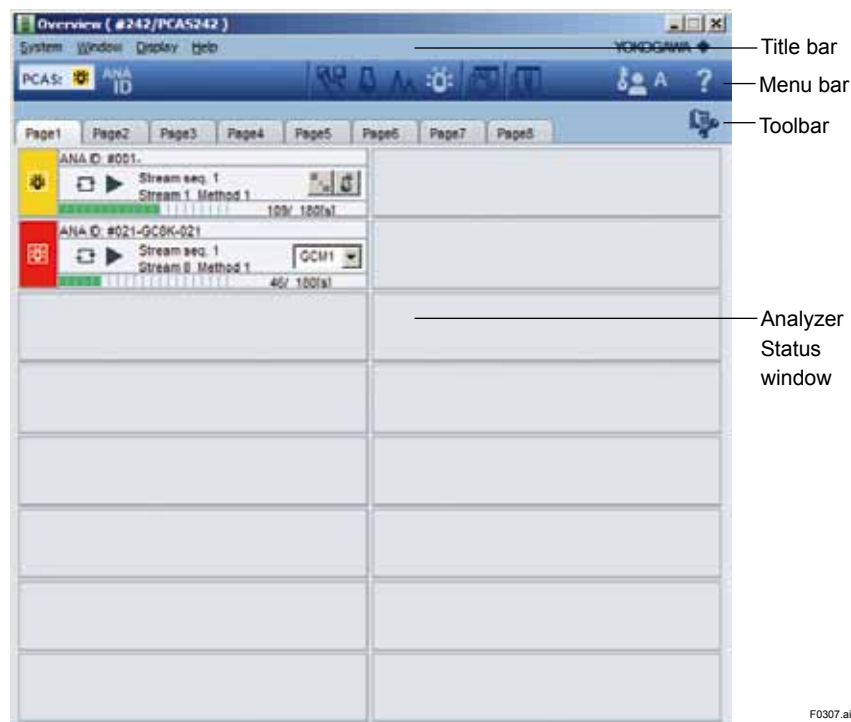 Overview ( #242/PCAS242 )
System Window Display Help
YOKOGAWA
Title bar
PCAS:
ANA
ID
A
?
Menu bar
Toolbar
Page1 Page2 Page3 Page4 Page5 Page6 Page7 Page8
ANA ID: #001-
Stream seq. 1
Stream 1 Method 1
109/ 180[s]
ANA ID: #021-GC8K-021
Stream seq. 1
GCM1
Stream 0 Method 1
46/ 180[s]
Analyzer
Status
window
F0307.ai